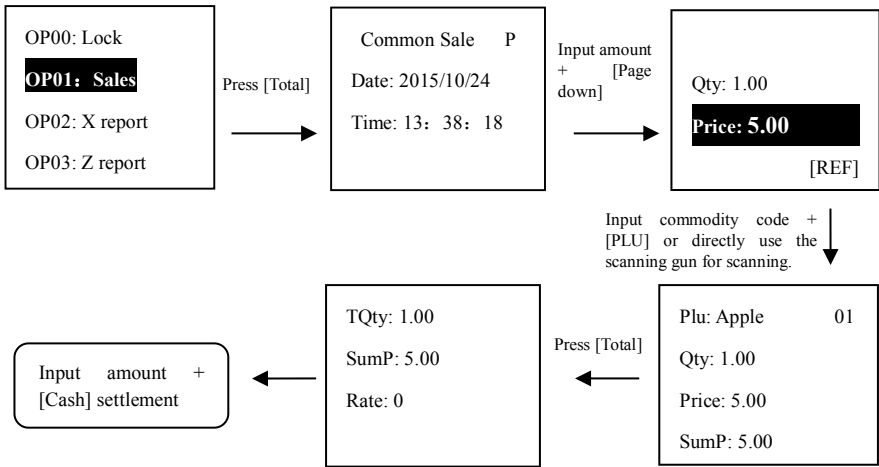 OP00: Lock
OP01：Sales
OP02: X report
OP03: Z report
Press [Total]
Common Sale P
Date: 2015/10/24
Time: 13：38：18
Input amount
+ [Page
down]
Qty: 1.00
Price: 5.00
[REF]
Input commodity code +
[PLU] or directly use the
scanning gun for scanning.
Plu: Apple 01
Qty: 1.00
Price: 5.00
SumP: 5.00
Press [Total]
TQty: 1.00
SumP: 5.00
Rate: 0
Input amount +
[Cash] settlement